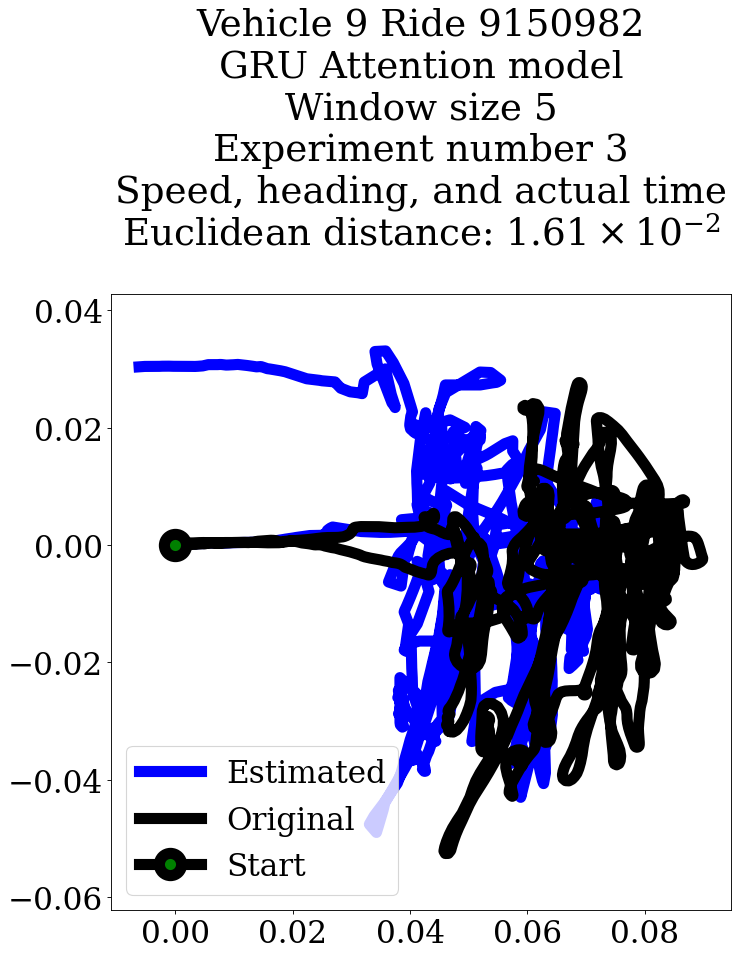 Vehicle 9 Ride 9150982
GRU Attention model
Window size 5
Experiment number 3
Speed, heading, and actual time
Euclidean distance: 1.61 × 10⁻²
0.04
0.02
0.00
−0.02
−0.04
−0.06
Estimated
Original
Start
0.00 0.02 0.04 0.06 0.08